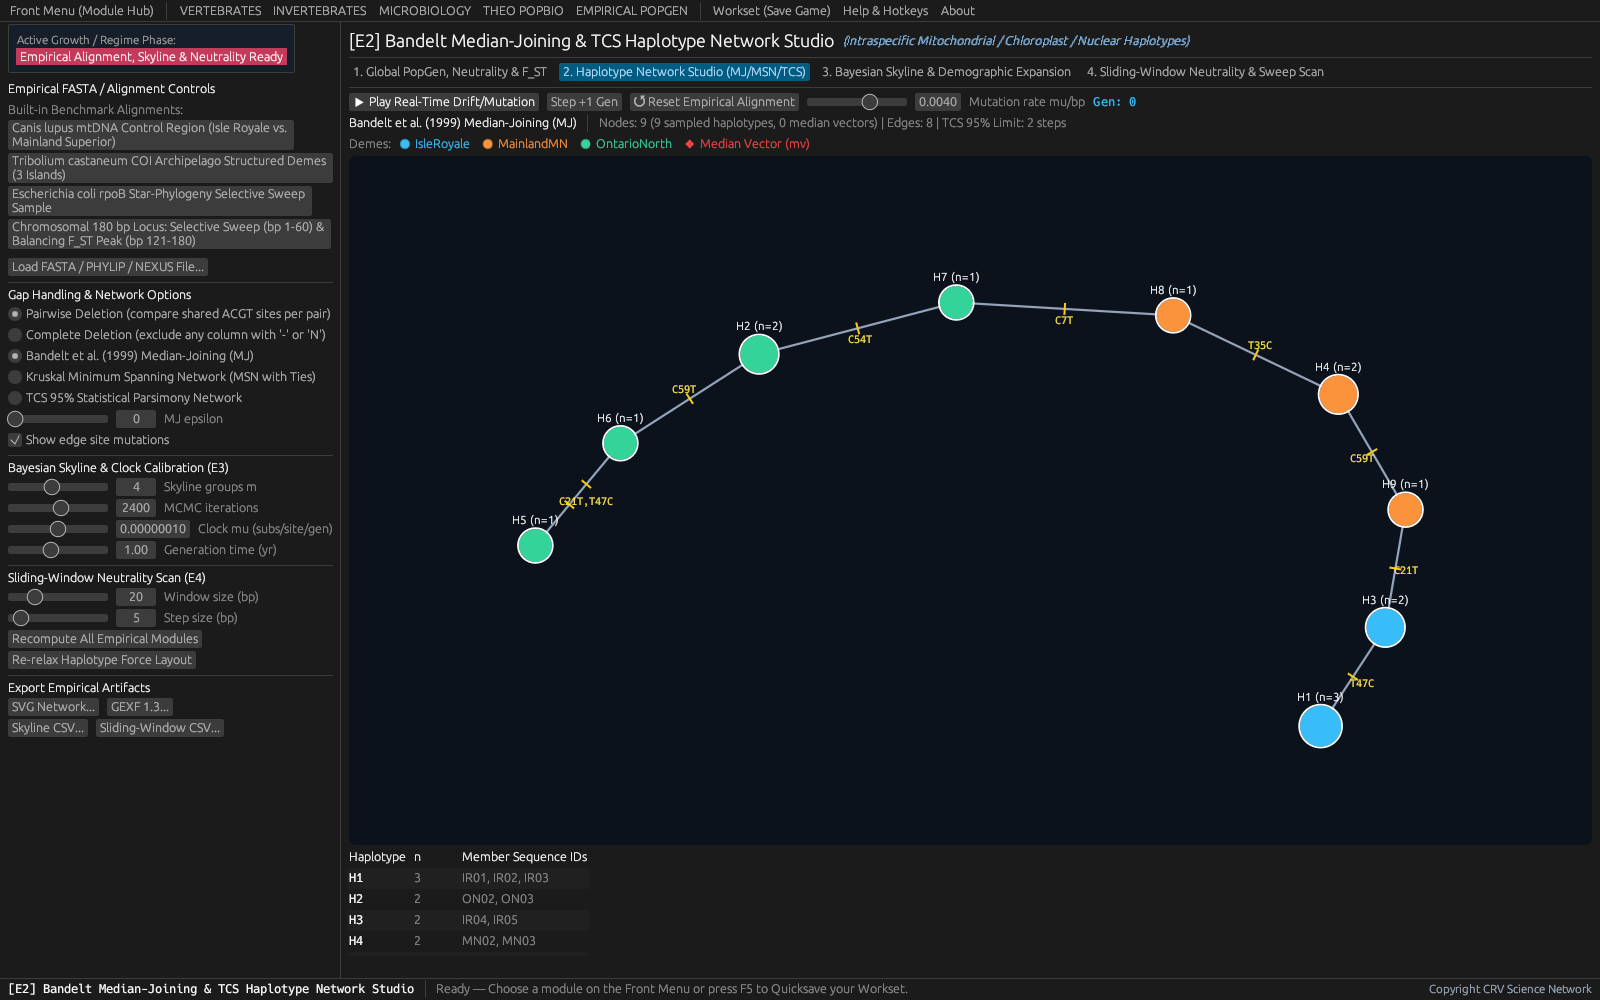 Front Menu (Module Hub) VERTEBRATES INVERTEBRATES MICROBIOLOGY THEO POPBIO EMPIRICAL POPGEN Workset (Save Game) Help & Hotkeys About
Active Growth / Regime Phase:
Empirical Alignment, Skyline & Neutrality Ready
Empirical FASTA / Alignment Controls
Built-in Benchmark Alignments:
Canis lupus mtDNA Control Region (Isle Royale vs.
Mainland Superior)
Tribolium castaneum COI Archipelago Structured Demes
(3 Islands)
Escherichia coli rpoB Star-Phylogeny Selective Sweep
Sample
Chromosomal 180 bp Locus: Selective Sweep (bp 1-60) &
Balancing F_ST Peak (bp 121-180)
Load FASTA / PHYLIP / NEXUS File...
Gap Handling & Network Options
Pairwise Deletion (compare shared ACGT sites per pair)
Complete Deletion (exclude any column with '-' or 'N')
Bandelt et al. (1999) Median-Joining (MJ)
Kruskal Minimum Spanning Network (MSN with Ties)
TCS 95% Statistical Parsimony Network
0 MJ epsilon
Show edge site mutations
Bayesian Skyline & Clock Calibration (E3)
4 Skyline groups m
2400 MCMC iterations
0.00000010 Clock mu (subs/site/gen)
1.00 Generation time (yr)
Sliding-Window Neutrality Scan (E4)
20 Window size (bp)
5 Step size (bp)
Recompute All Empirical Modules
Re-relax Haplotype Force Layout
Export Empirical Artifacts
SVG Network... GEXF 1.3...
Skyline CSV... Sliding-Window CSV...
[E2] Bandelt Median-Joining & TCS Haplotype Network Studio (Intraspecific Mitochondrial / Chloroplast / Nuclear Haplotypes)
1. Global PopGen, Neutrality & F_ST 2. Haplotype Network Studio (MJ/MSN/TCS) 3. Bayesian Skyline & Demographic Expansion 4. Sliding-Window Neutrality & Sweep Scan
Play Real-Time Drift/Mutation Step +1 Gen Reset Empirical Alignment 0.0040 Mutation rate mu/bp Gen: 0
Bandelt et al. (1999) Median-Joining (MJ) Nodes: 9 (9 sampled haplotypes, 0 median vectors) | Edges: 8 | TCS 95% Limit: 2 steps
Demes: IsleRoyale MainlandMN OntarioNorth Median Vector (mv)
H7 (n=1)
H8 (n=1)
C7T
H2 (n=2)
C54T
T35C
H4 (n=2)
C59T
H6 (n=1)
C59T
H9 (n=1)
C21T,T47C
H5 (n=1)
C21T
H3 (n=2)
T47C
H1 (n=3)
Haplotype n Member Sequence IDs
H1 3 IR01, IR02, IR03
H2 2 ON02, ON03
H3 2 IR04, IR05
H4 2 MN02, MN03
[E2] Bandelt Median-Joining & TCS Haplotype Network Studio Ready — Choose a module on the Front Menu or press F5 to Quicksave your Workset. Copyright CRV Science Network